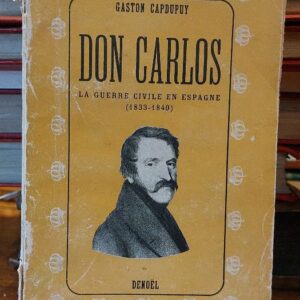 GASTON CAPDUPUY
DON CARLOS
LA GUERRE CIVILE EN ESPAGNE
(1833-1840)
DENOËL